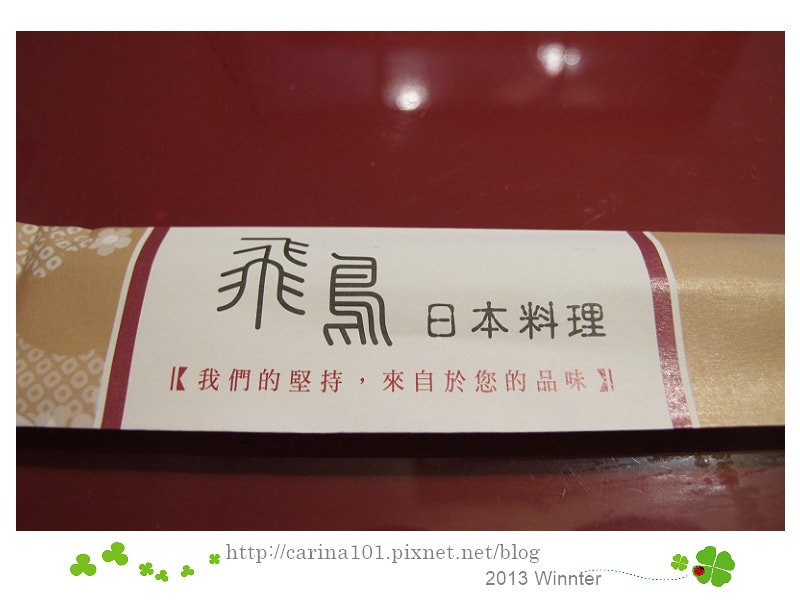 飛鳥 日本料理
【我們的堅持，來自於您的品味】
http://carina101.pixnet.net/blog
2013 Winnter